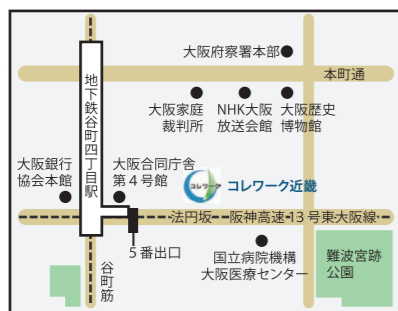 大阪府察署本部
本町通
地下鉄谷町四丁目駅
大阪家庭
裁判所
NHK大阪
放送会館
大阪歴史
博物館
大阪銀行
協会本館
大阪合同庁舎
第4号館
コレワーク
コレワーク近畿
法円坂
阪神高速13号東大阪線
5番出口
谷町筋
国立病院機構
大阪医療センター
難波宮跡
公園